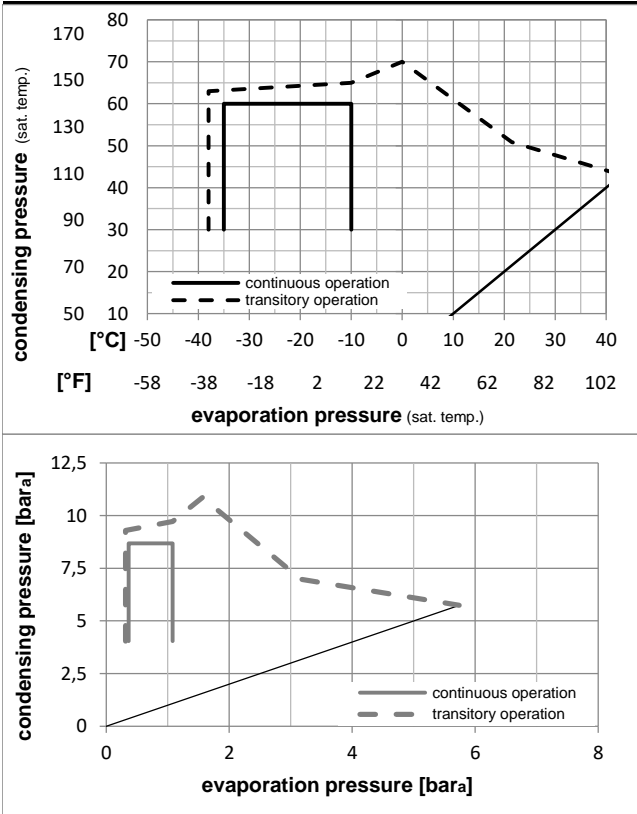 condensing pressure (sat. temp.)
170 80
150 70
60
130
50
110 40
90 30
70 20
50 10
continuous operation
transitory operation
[°C] -50 -40 -30 -20 -10 0 10 20 30 40
[°F] -58 -38 -18 2 22 42 62 82 102
evaporation pressure (sat. temp.)
condensing pressure [bara]
12,5
10
7,5
5
2,5
0
continuous operation
transitory operation
0 2 4 6 8
evaporation pressure [bara]